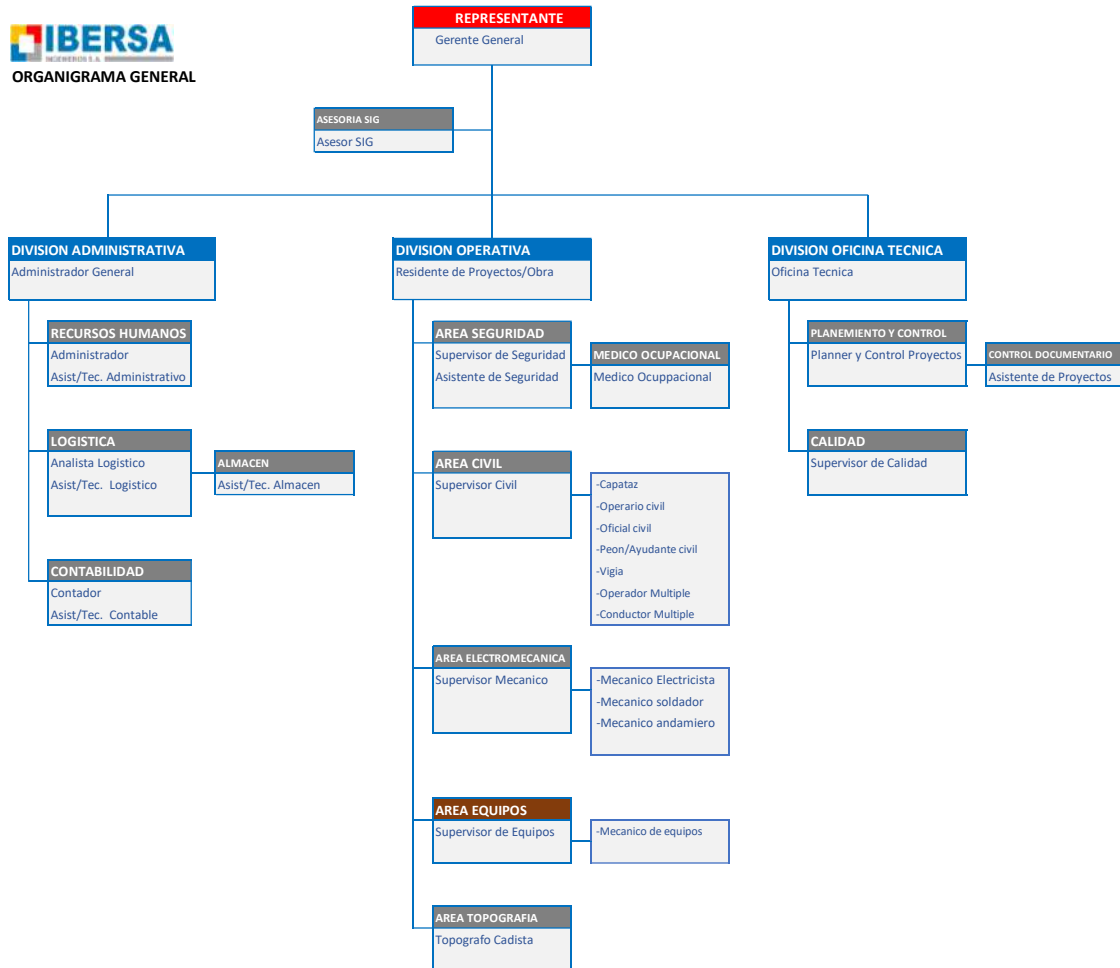 IBERSA
INGENIEROS S.A.
ORGANIGRAMA GENERAL
REPRESENTANTE
Gerente General
ASESORIA SIG
Asesor SIG
DIVISION ADMINISTRATIVA
Administrador General
RECURSOS HUMANOS
Administrador
Asist/Tec. Administrativo
LOGISTICA
Analista Logistico
Asist/Tec. Logistico
ALMACEN
Asist/Tec. Almacen
CONTABILIDAD
Contador
Asist/Tec. Contable
DIVISION OPERATIVA
Residente de Proyectos/Obra
AREA SEGURIDAD
Supervisor de Seguridad
Asistente de Seguridad
MEDICO OCUPACIONAL
Medico Ocuppacional
AREA CIVIL
Supervisor Civil
-Capataz
-Operario civil
-Oficial civil
-Peon/Ayudante civil
-Vigia
-Operador Multiple
-Conductor Multiple
AREA ELECTROMECANICA
Supervisor Mecanico
-Mecanico Electricista
-Mecanico soldador
-Mecanico andamiero
AREA EQUIPOS
Supervisor de Equipos
-Mecanico de equipos
AREA TOPOGRAFIA
Topografo Cadista
DIVISION OFICINA TECNICA
Oficina Tecnica
PLANEMIENTO Y CONTROL
Planner y Control Proyectos
CONTROL DOCUMENTARIO
Asistente de Proyectos
CALIDAD
Supervisor de Calidad